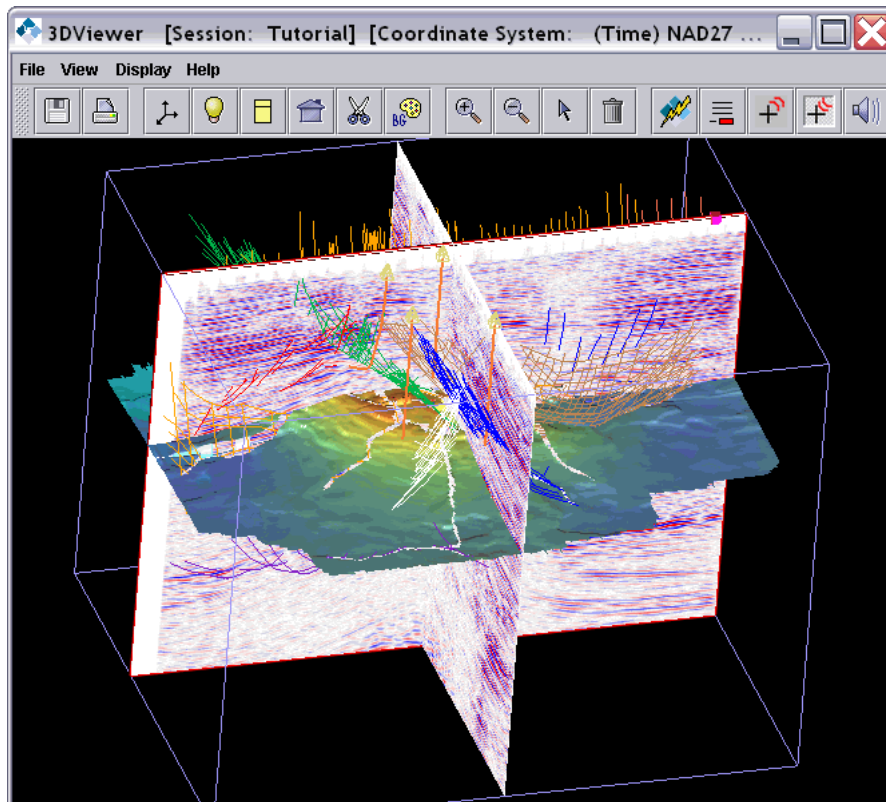 3DViewer [Session: Tutorial] [Coordinate System: (Time) NAD27 ...
File View Display Help
BG